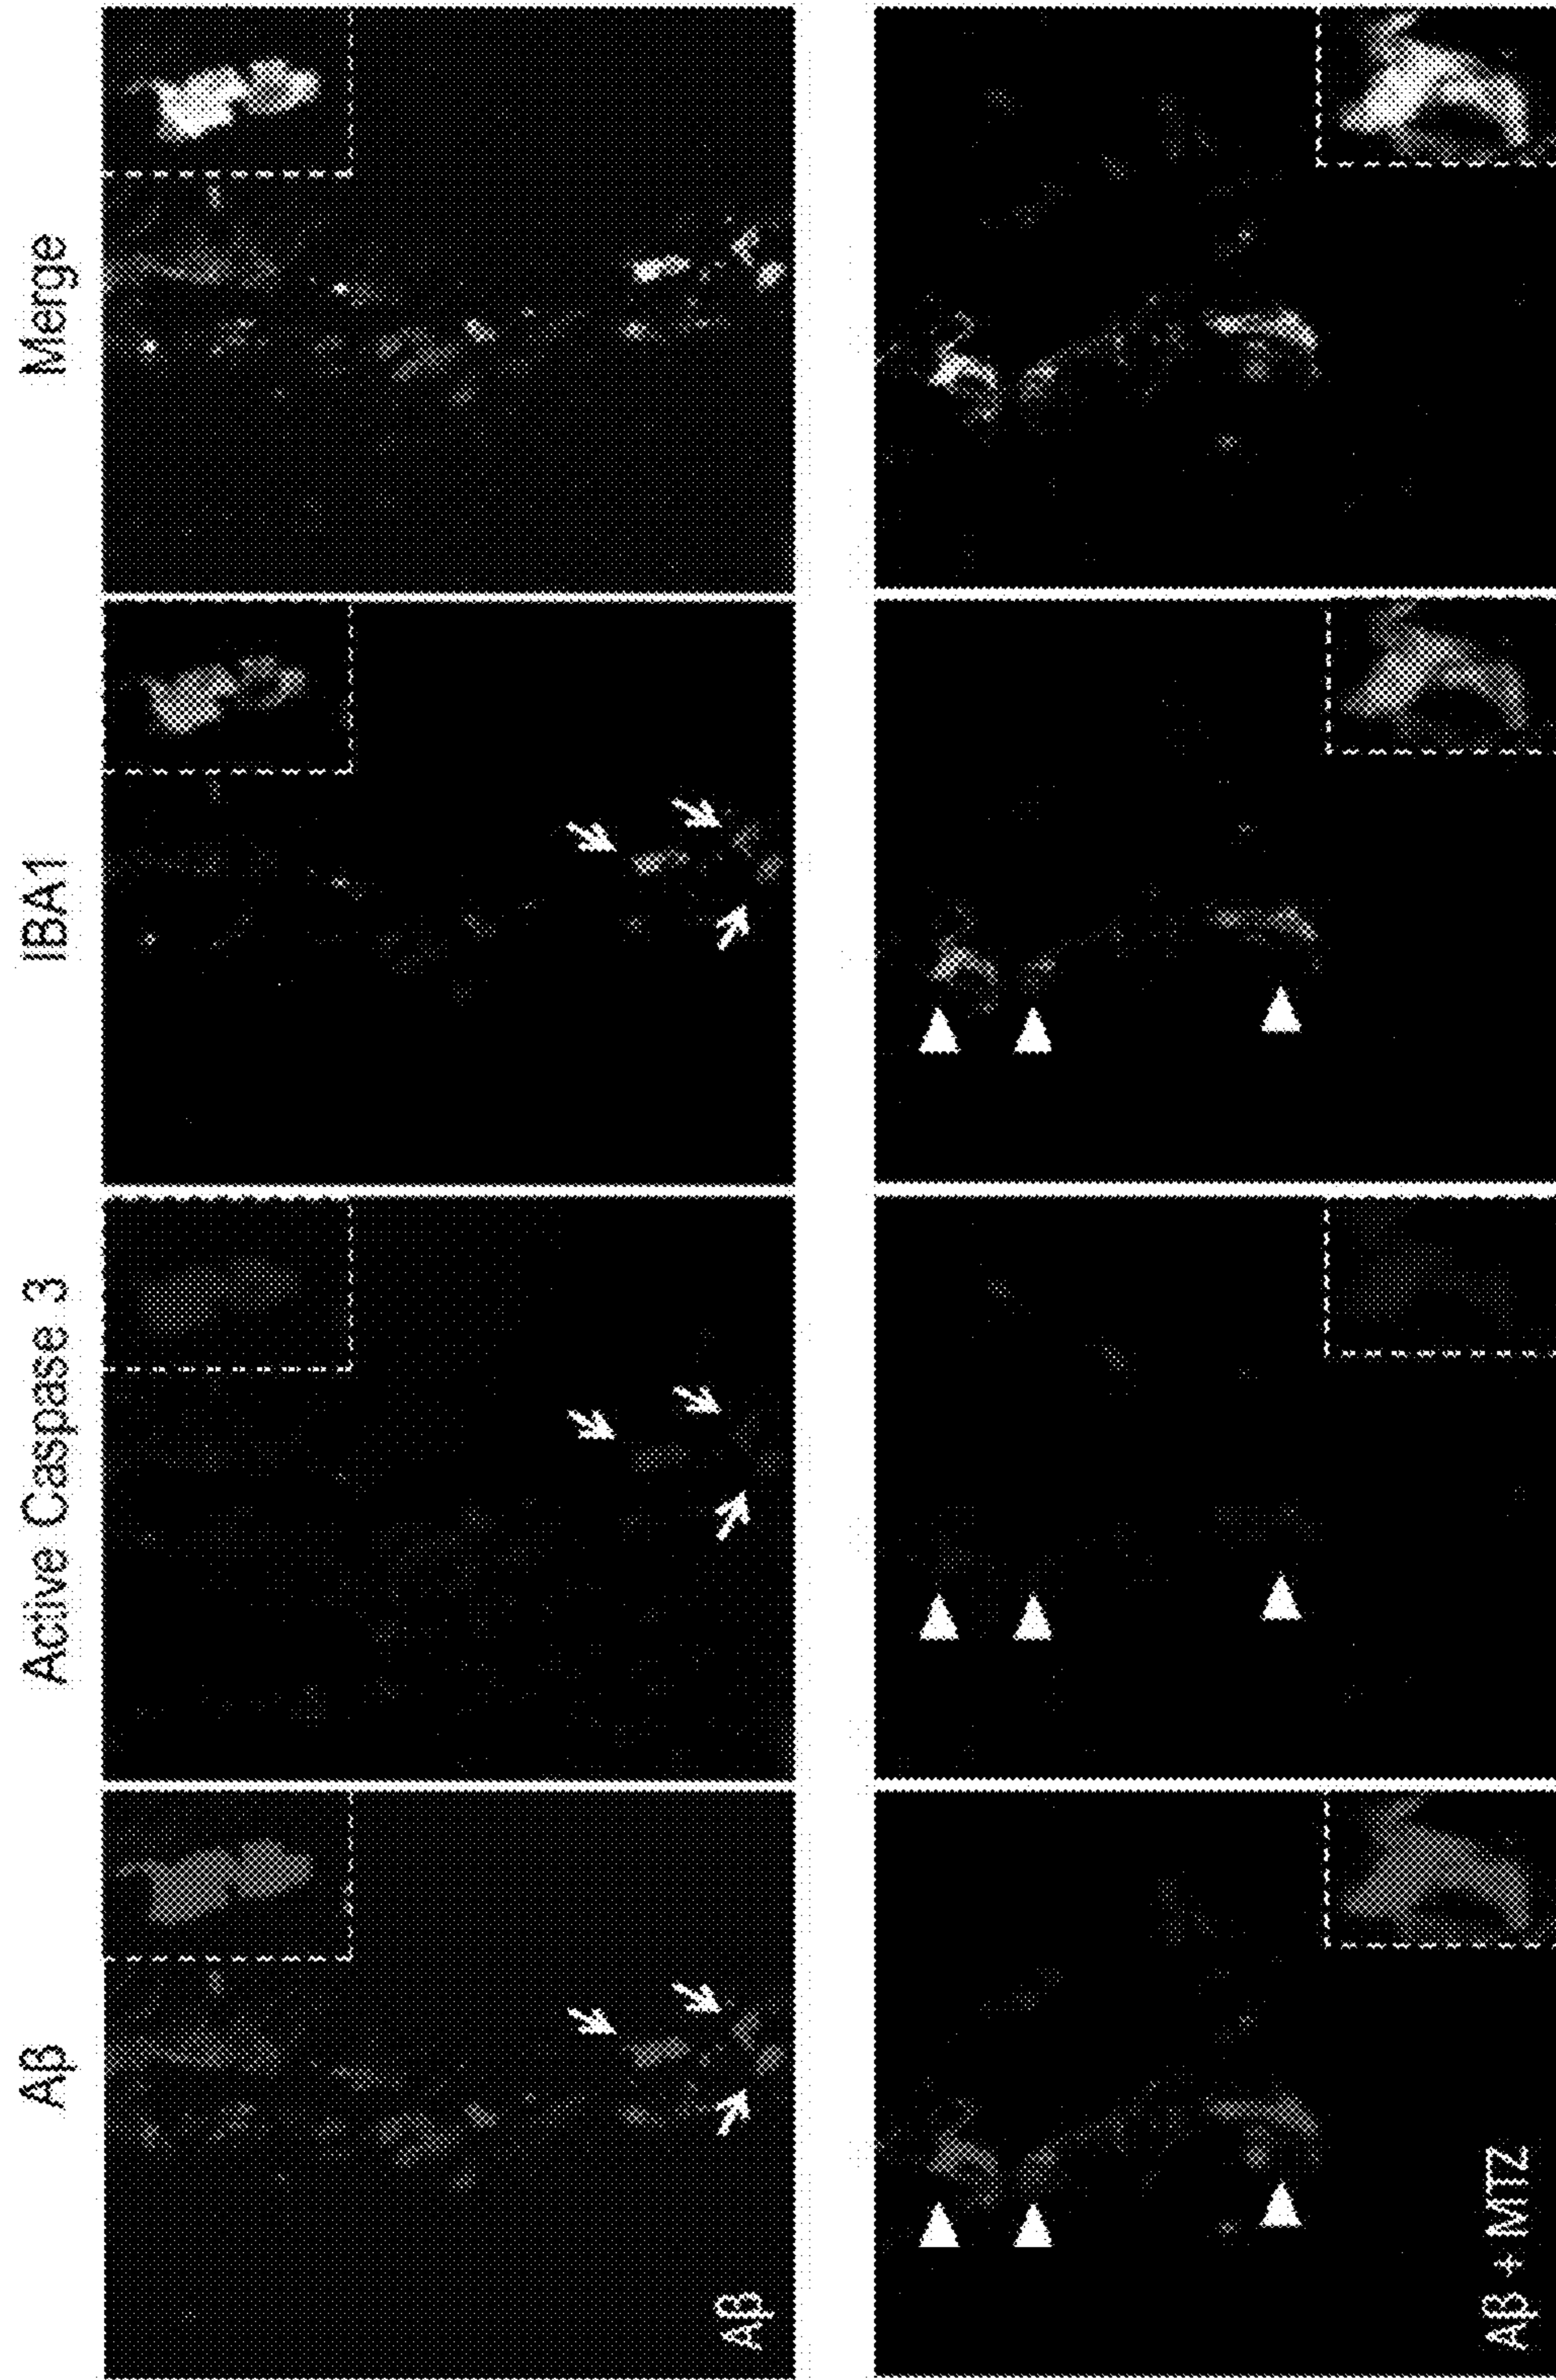 Aβ
Active Caspase 3
IBA1
Merge
Aβ
Aβ + MTZ